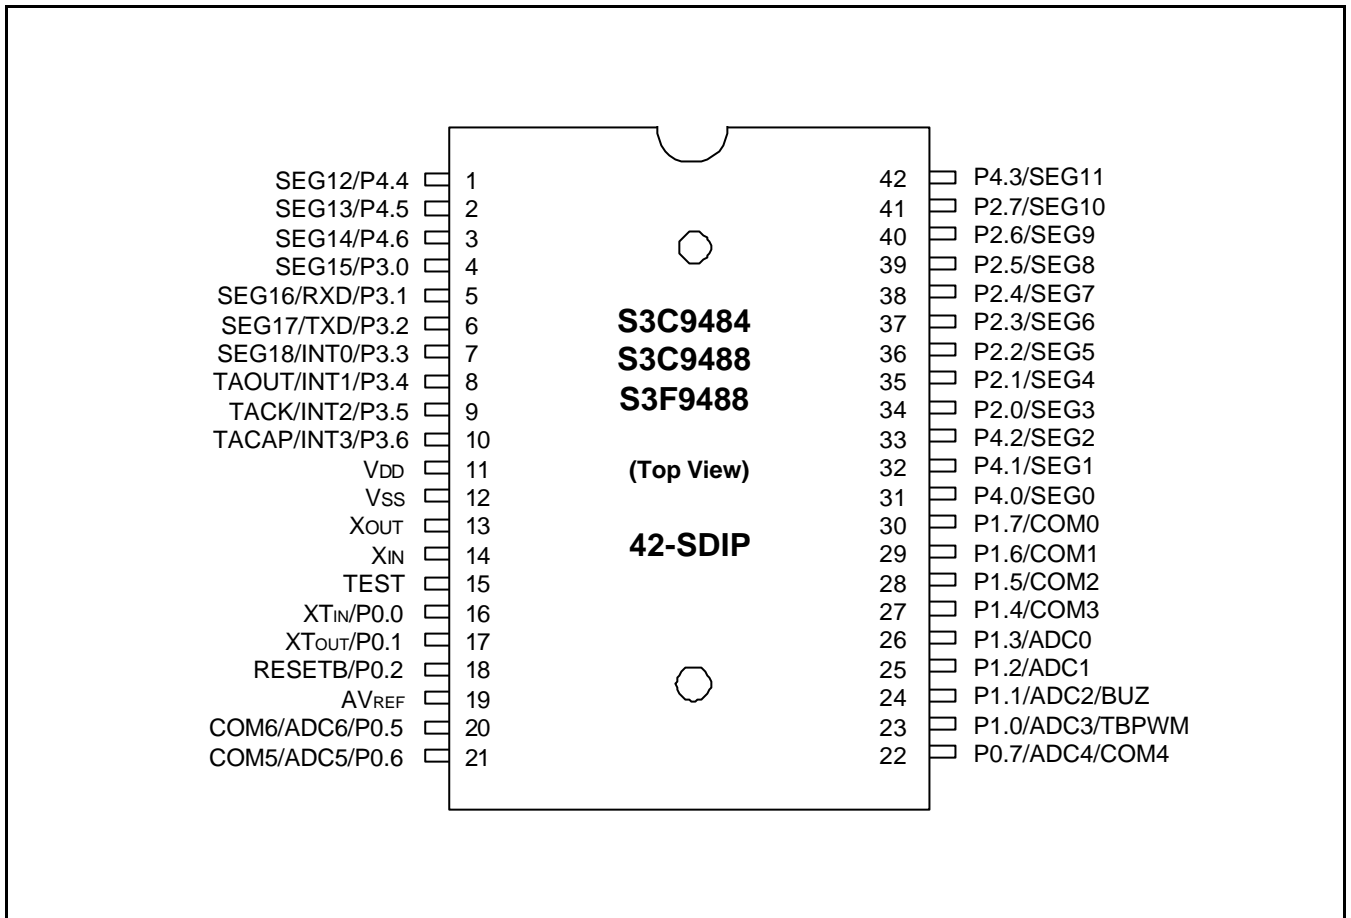 SEG12/P4.4 1
SEG13/P4.5 2
SEG14/P4.6 3
SEG15/P3.0 4
SEG16/RXD/P3.1 5
SEG17/TXD/P3.2 6
SEG18/INT0/P3.3 7
TAOUT/INT1/P3.4 8
TACK/INT2/P3.5 9
TACAP/INT3/P3.6 10
VDD 11
VSS 12
XOUT 13
XIN 14
TEST 15
XTIN/P0.0 16
XTOUT/P0.1 17
RESETB/P0.2 18
AVREF 19
COM6/ADC6/P0.5 20
COM5/ADC5/P0.6 21
S3C9484
S3C9488
S3F9488
(Top View)
42-SDIP
42 P4.3/SEG11
41 P2.7/SEG10
40 P2.6/SEG9
39 P2.5/SEG8
38 P2.4/SEG7
37 P2.3/SEG6
36 P2.2/SEG5
35 P2.1/SEG4
34 P2.0/SEG3
33 P4.2/SEG2
32 P4.1/SEG1
31 P4.0/SEG0
30 P1.7/COM0
29 P1.6/COM1
28 P1.5/COM2
27 P1.4/COM3
26 P1.3/ADC0
25 P1.2/ADC1
24 P1.1/ADC2/BUZ
23 P1.0/ADC3/TBPWM
22 P0.7/ADC4/COM4